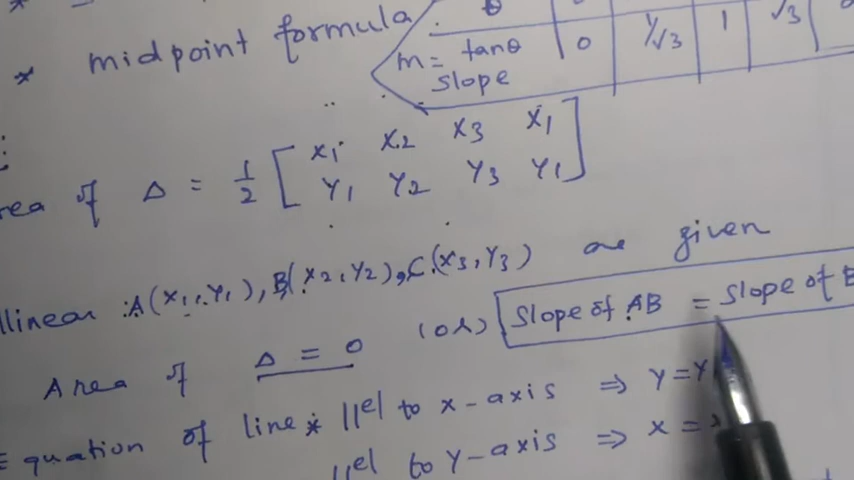 * midpoint formula.
θ
m = tanθ 0 1/√3 1 √3
slope
Area of Δ = 1/2 [ x1 x2 x3 x1
y1 y2 y3 y1 ]
llinear A(x1, y1), B(x2, y2), C(x3, y3) are given
Area of Δ = 0 (or) Slope of AB = Slope of B
Equation of line * ||el to x-axis ⇒ y = y
||el to y-axis ⇒ x =